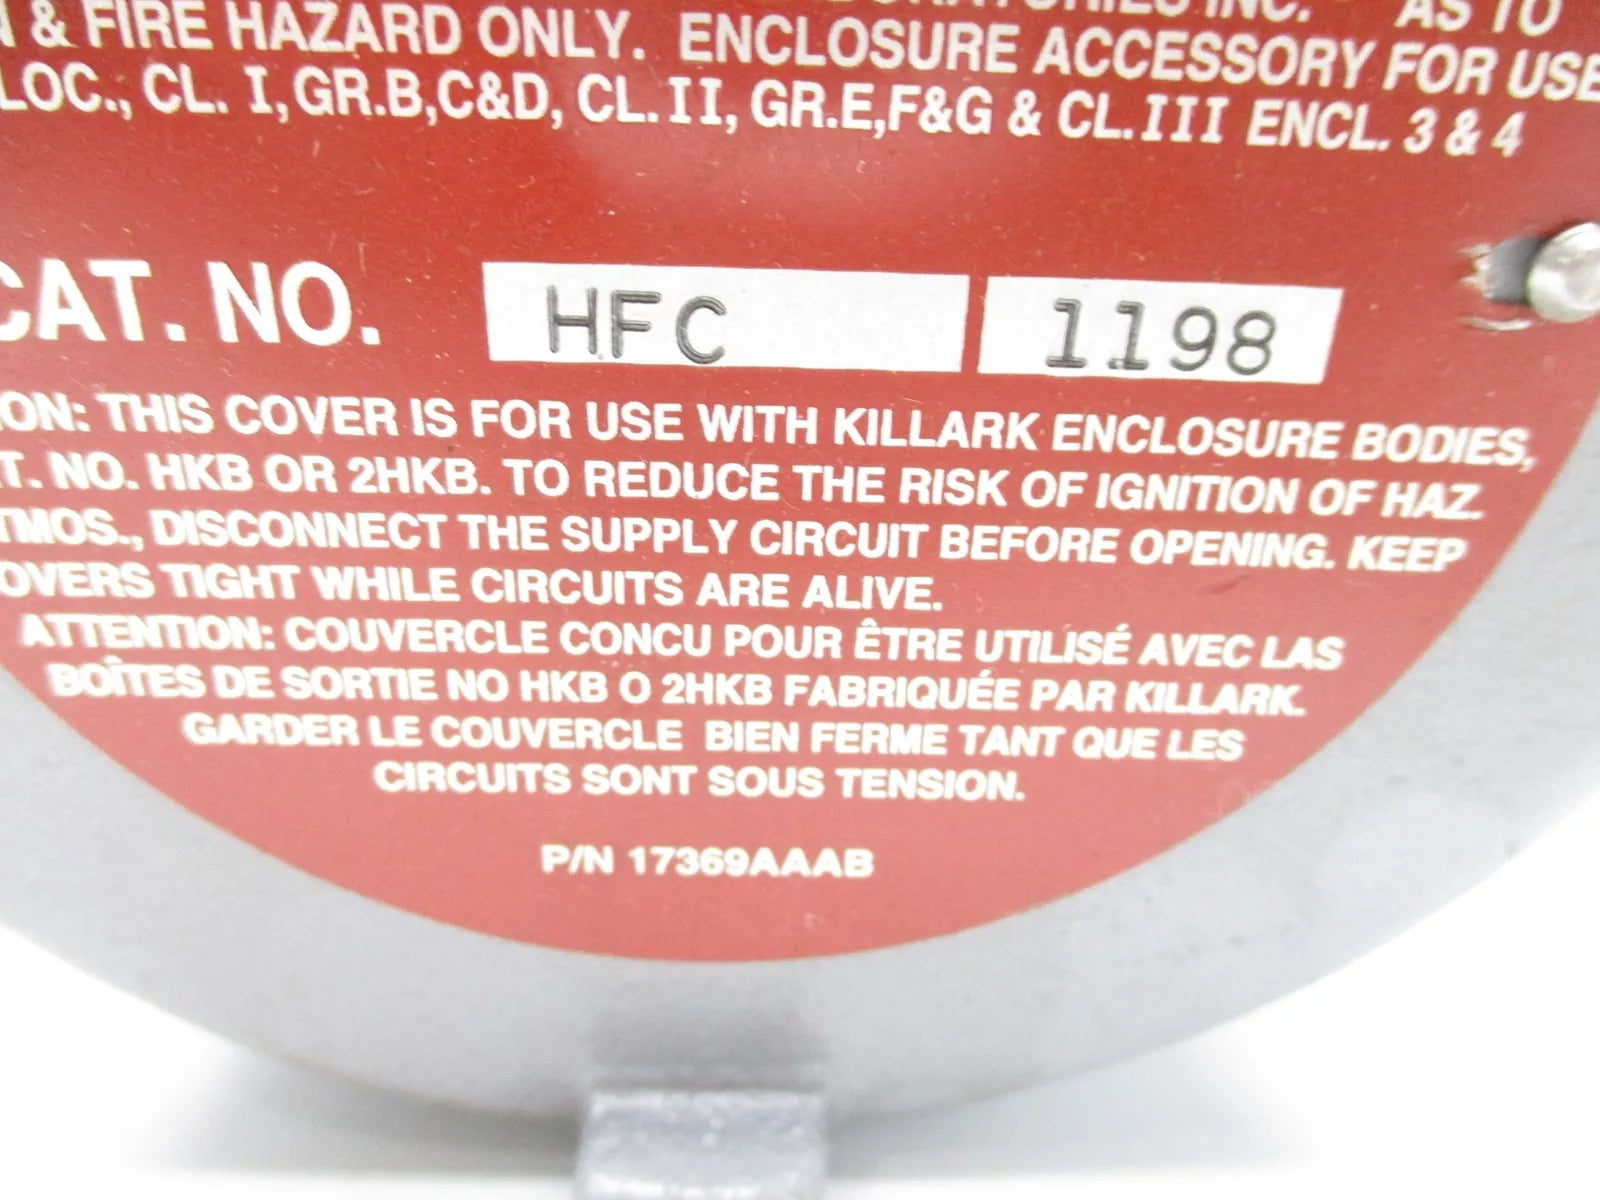 INC. AS TO
& FIRE HAZARD ONLY. ENCLOSURE ACCESSORY FOR USE
LOC., CL. I, GR.B,C&D, CL. II, GR.E,F&G & CL. III ENCL. 3 & 4
CAT. NO. HFC 1198
ION: THIS COVER IS FOR USE WITH KILLARK ENCLOSURE BODIES,
T. NO. HKB OR 2HKB. TO REDUCE THE RISK OF IGNITION OF HAZ.
TMOS., DISCONNECT THE SUPPLY CIRCUIT BEFORE OPENING. KEEP
OVERS TIGHT WHILE CIRCUITS ARE ALIVE.
ATTENTION: COUVERCLE CONCU POUR ÊTRE UTILISÉ AVEC LAS
BOÎTES DE SORTIE NO HKB O 2HKB FABRIQUÉE PAR KILLARK.
GARDER LE COUVERCLE BIEN FERME TANT QUE LES
CIRCUITS SONT SOUS TENSION.
P/N 17369AAAB